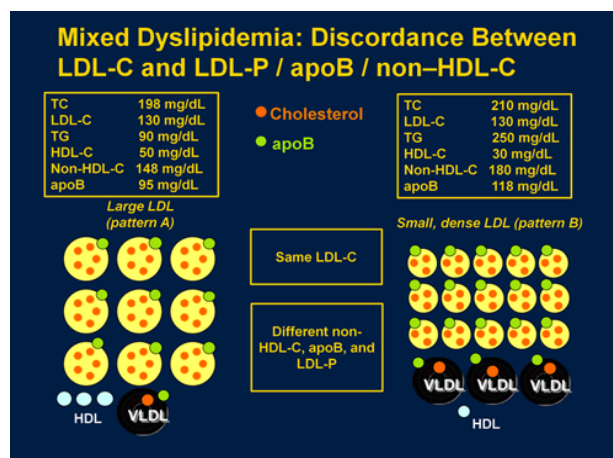 Mixed Dyslipidemia: Discordance Between
LDL-C and LDL-P / apoB / non–HDL-C
TC 198 mg/dL
LDL-C 130 mg/dL
TG 90 mg/dL
HDL-C 50 mg/dL
Non-HDL-C 148 mg/dL
apoB 95 mg/dL
Cholesterol
apoB
TC 210 mg/dL
LDL-C 130 mg/dL
TG 250 mg/dL
HDL-C 30 mg/dL
Non-HDL-C 180 mg/dL
apoB 118 mg/dL
Large LDL
(pattern A)
Small, dense LDL (pattern B)
Same LDL-C
Different non-
HDL-C, apoB, and
LDL-P
HDL
VLDL
VLDL
VLDL
VLDL
HDL